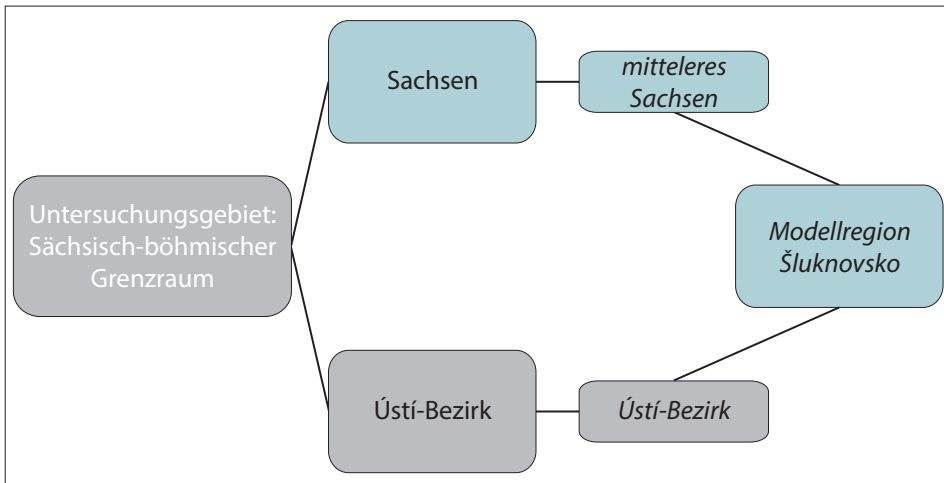 Sachsen
mitteleres
Sachsen
Untersuchungsgebiet:
Sächsisch-böhmischer
Grenzraum
Modellregion
Šluknovsko
Ústí-Bezirk
Ústí-Bezirk